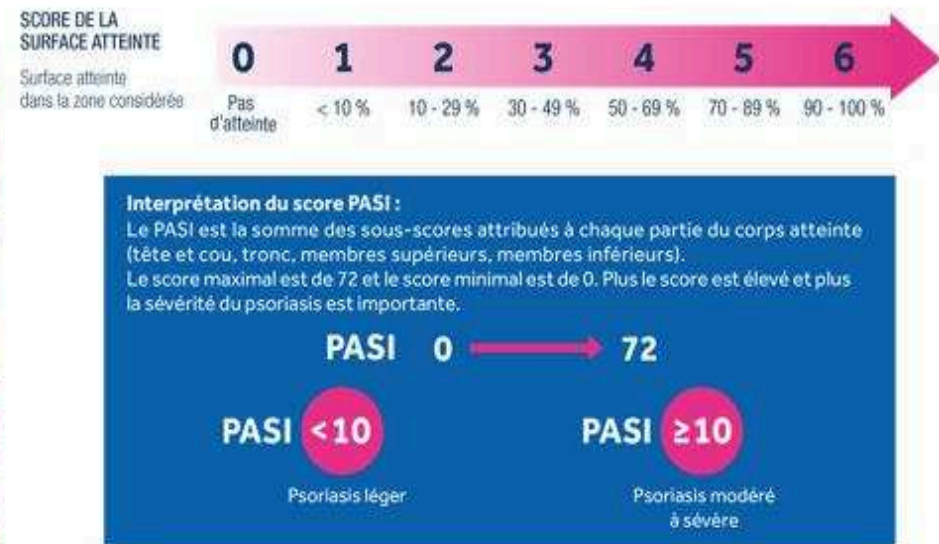 SCORE DE LA
SURFACE ATTEINTE
Surface atteinte
dans la zone considérée
0 1 2 3 4 5 6
Pas
d'atteinte
< 10 % 10 - 29 % 30 - 49 % 50 - 69 % 70 - 89 % 90 - 100 %
Interprétation du score PASI :
Le PASI est la somme des sous-scores attribués à chaque partie du corps atteinte
(tête et cou, tronc, membres supérieurs, membres inférieurs).
Le score maximal est de 72 et le score minimal est de 0. Plus le score est élevé et plus
la sévérité du psoriasis est importante.
PASI 0 72
PASI <10 PASI ≥10
Psoriasis léger Psoriasis modéré
à sévère